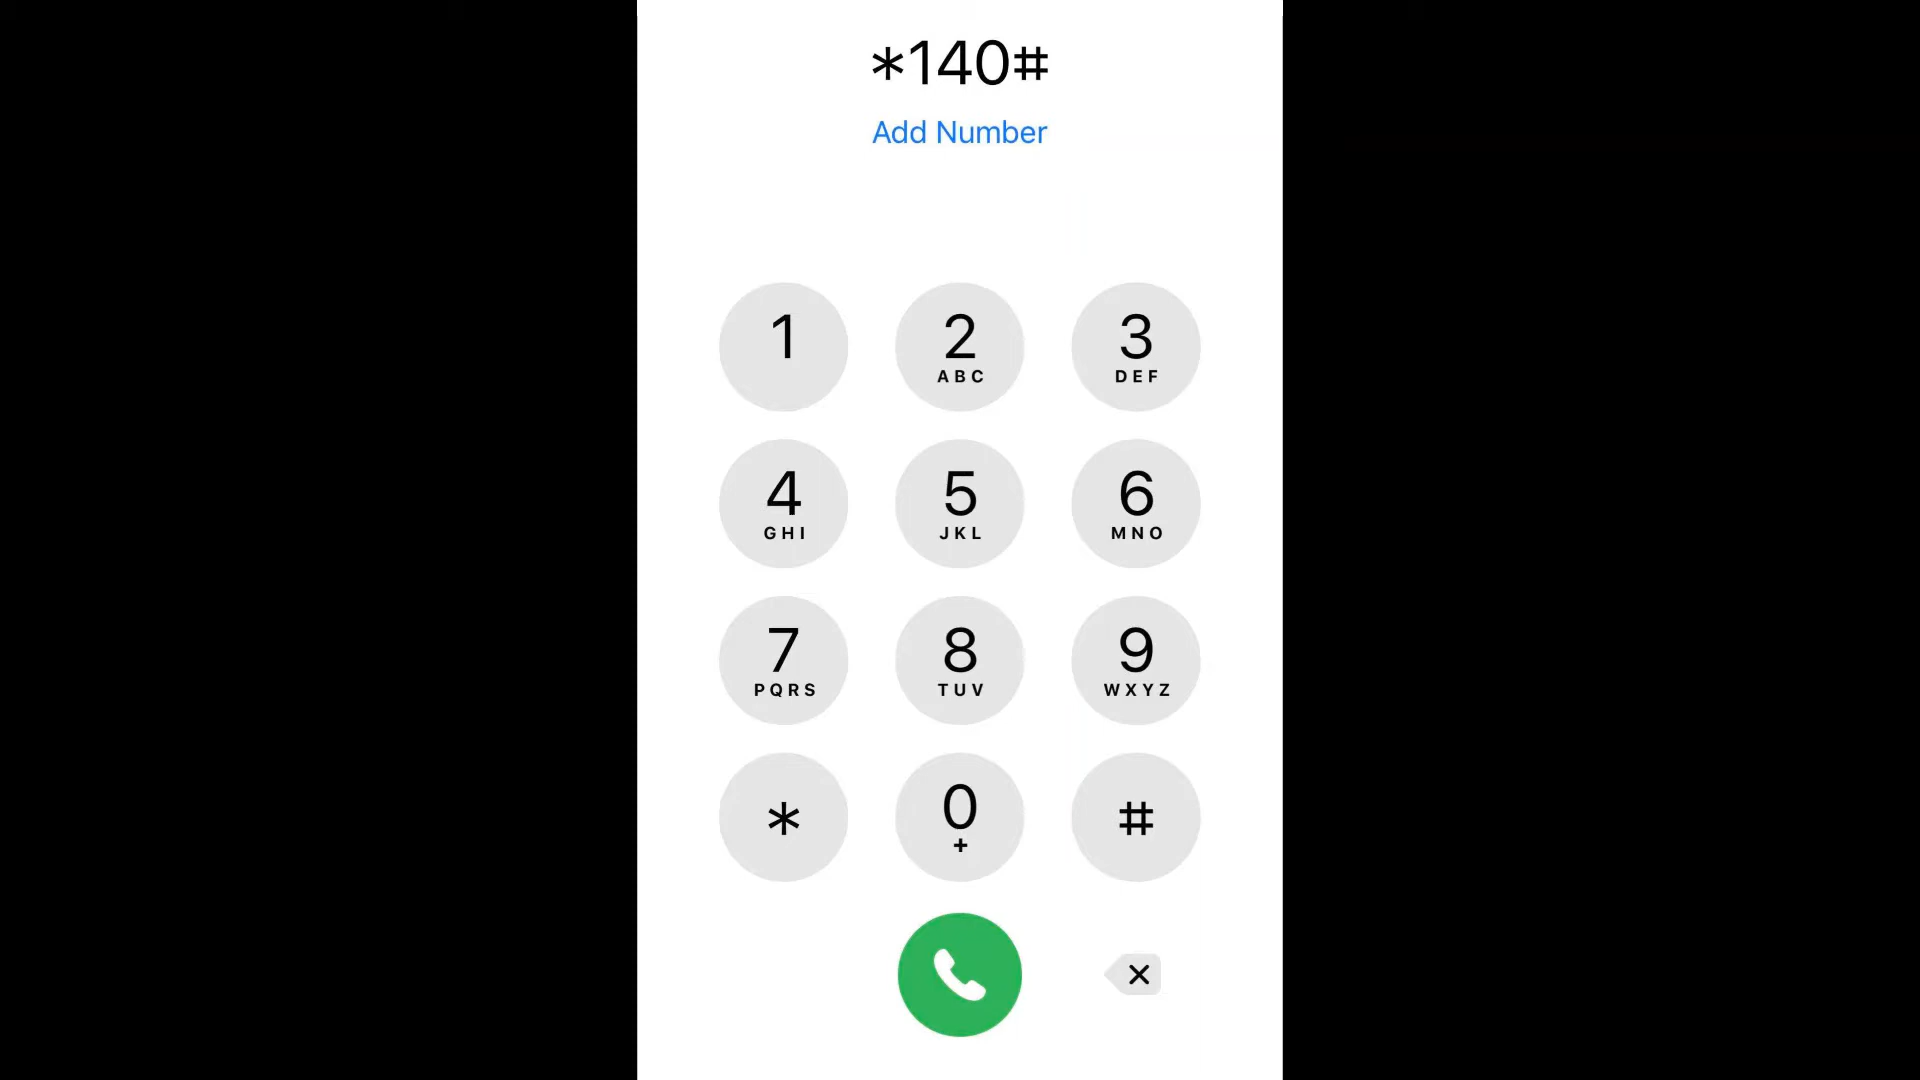 *140#
Add Number
1 2 3
ABC DEF
4 5 6
GHI JKL MNO
7 8 9
PQRS TUV WXYZ
* 0 #
+